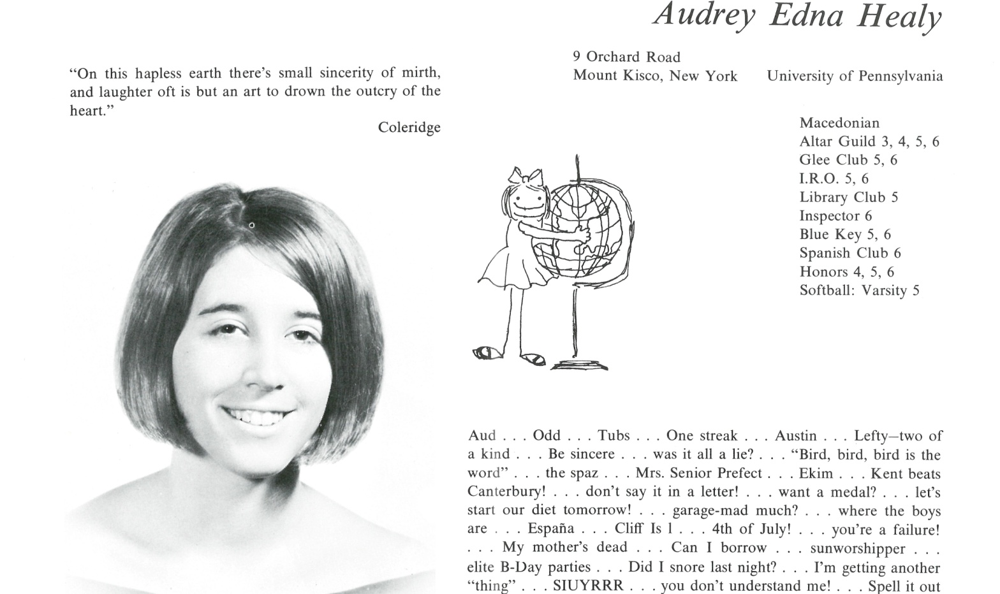 Audrey Edna Healy
9 Orchard Road
Mount Kisco, New York University of Pennsylvania
“On this hapless earth there’s small sincerity of mirth,
and laughter oft is but an art to drown the outcry of the
heart.”
Coleridge
Macedonian
Altar Guild 3, 4, 5, 6
Glee Club 5, 6
I.R.O. 5, 6
Library Club 5
Inspector 6
Blue Key 5, 6
Spanish Club 6
Honors 4, 5, 6
Softball: Varsity 5
Aud . . . Odd . . . Tubs . . . One streak . . . Austin . . . Lefty—two of
a kind . . . Be sincere . . . was it all a lie? . . . “Bird, bird, bird is the
word” . . . the spaz . . . Mrs. Senior Prefect . . . Ekim . . . Kent beats
Canterbury! . . . don’t say it in a letter! . . . want a medal? . . . let’s
start our diet tomorrow! . . . garage-mad much? . . . where the boys
are . . . España . . . Cliff Is l . . . 4th of July! . . . you’re a failure!
. . . My mother’s dead . . . Can I borrow . . . sunworshipper . . .
elite B-Day parties . . . Did I snore last night? . . . I’m getting another
“thing” . . . SIUYRRR . . . you don’t understand me! . . . Spell it out